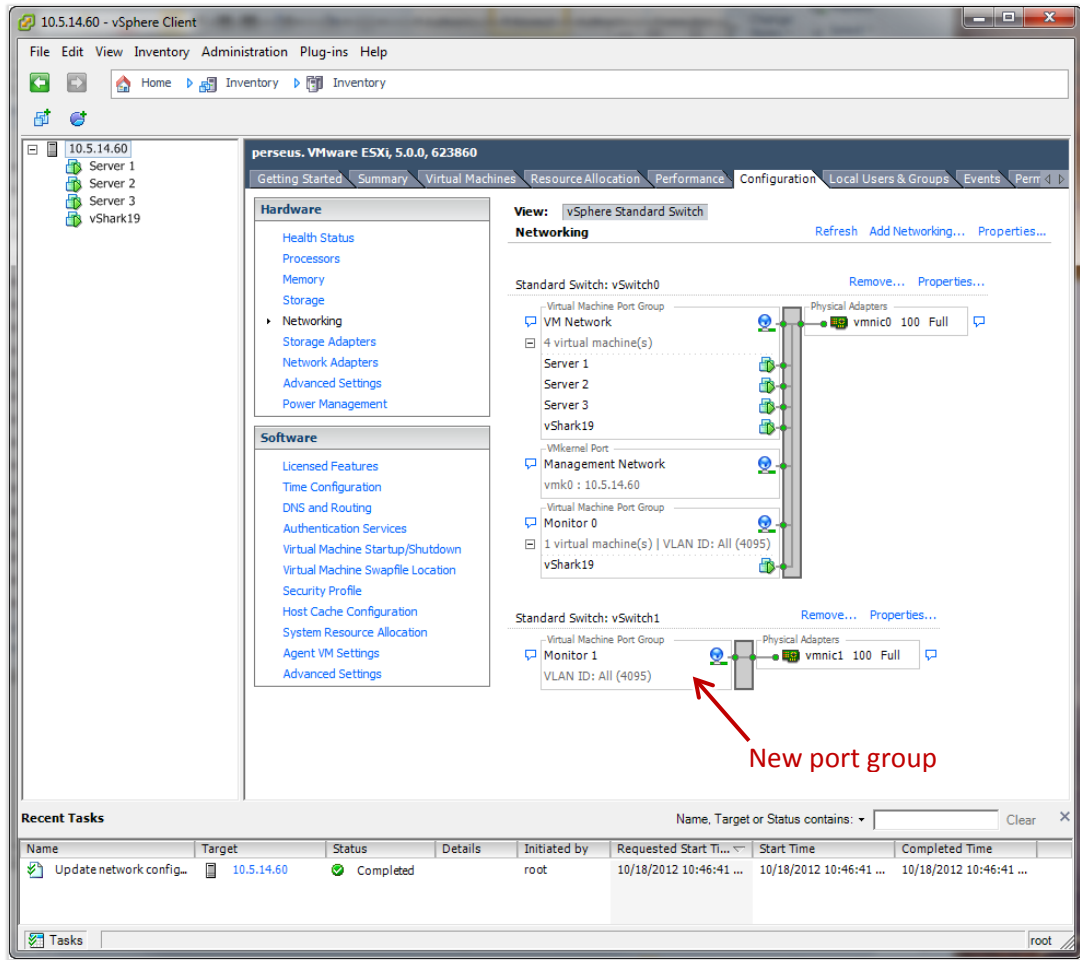 10.5.14.60 - vSphere Client
File Edit View Inventory Administration Plug-ins Help
Home Inventory Inventory
10.5.14.60
Server 1
Server 2
Server 3
vShark19
perseus. VMware ESXi, 5.0.0, 623860
Getting Started Summary Virtual Machines Resource Allocation Performance Configuration Local Users & Groups Events Perm
Hardware
Health Status
Processors
Memory
Storage
Networking
Storage Adapters
Network Adapters
Advanced Settings
Power Management
Software
Licensed Features
Time Configuration
DNS and Routing
Authentication Services
Virtual Machine Startup/Shutdown
Virtual Machine Swapfile Location
Security Profile
Host Cache Configuration
System Resource Allocation
Agent VM Settings
Advanced Settings
View: vSphere Standard Switch
Networking Refresh Add Networking... Properties...
Standard Switch: vSwitch0 Remove... Properties...
Virtual Machine Port Group Physical Adapters
VM Network vmnic0 100 Full
4 virtual machine(s)
Server 1
Server 2
Server 3
vShark19
VMkernel Port
Management Network
vmk0 : 10.5.14.60
Virtual Machine Port Group
Monitor 0
1 virtual machine(s) | VLAN ID: All (4095)
vShark19
Standard Switch: vSwitch1 Remove... Properties...
Virtual Machine Port Group Physical Adapters
Monitor 1 vmnic1 100 Full
VLAN ID: All (4095)
New port group
Recent Tasks Name, Target or Status contains: Clear
Name Target Status Details Initiated by Requested Start Ti... Start Time Completed Time
Update network config... 10.5.14.60 Completed root 10/18/2012 10:46:41 ... 10/18/2012 10:46:41 ... 10/18/2012 10:46:41 ...
Tasks root